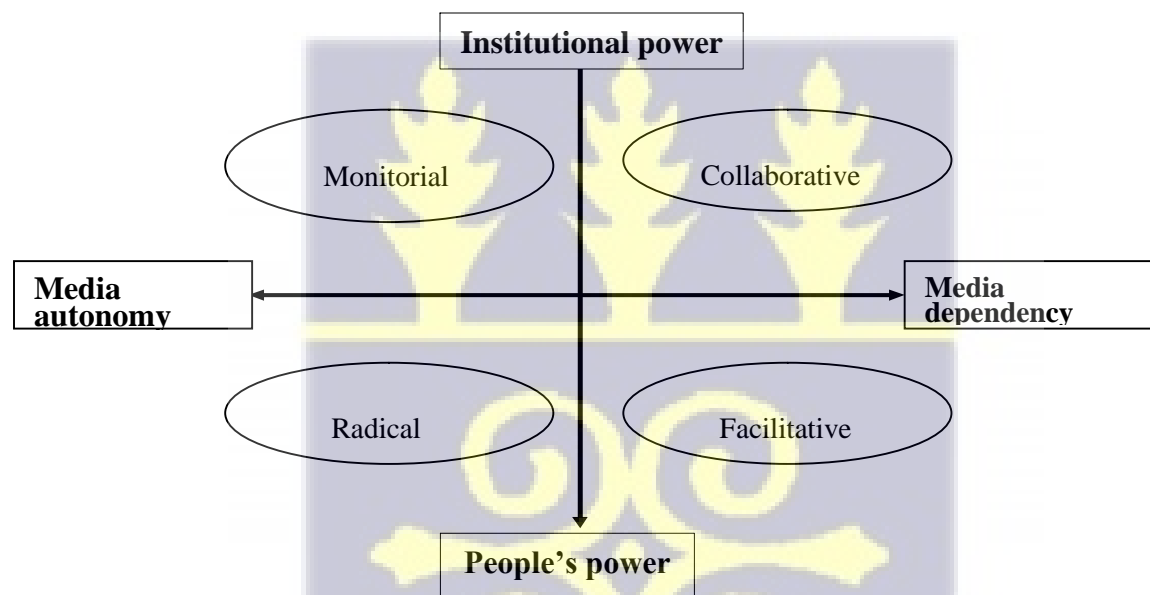 Institutional power
Monitorial
Collaborative
Media
autonomy
Media
dependency
Radical
Facilitative
People’s power